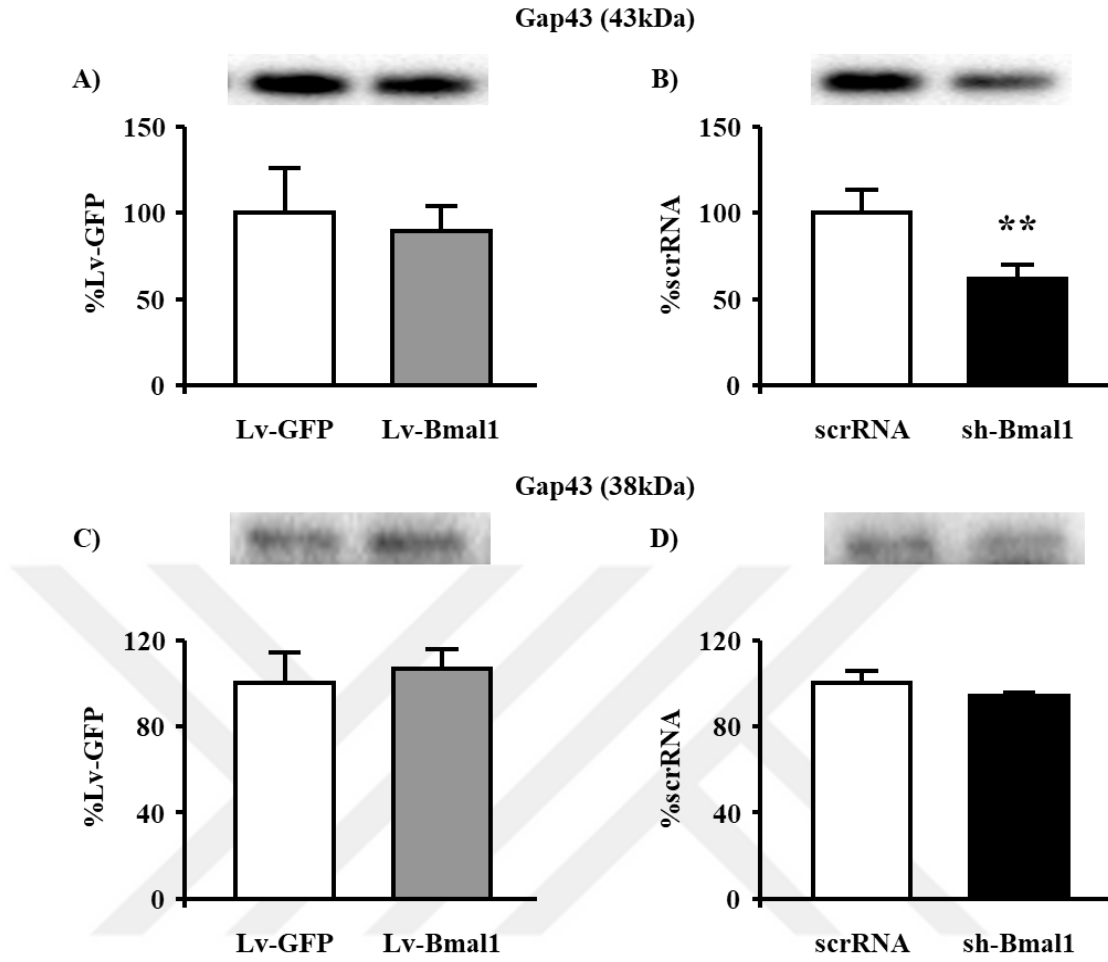 Gap43 (43kDa)
A)
B)
150
100
50
0
%Lv-GFP
Lv-GFP Lv-Bmal1
150
100
50
0
%scrRNA
**
scrRNA sh-Bmal1
Gap43 (38kDa)
C)
D)
120
80
40
0
%Lv-GFP
Lv-GFP Lv-Bmal1
120
80
40
0
%scrRNA
scrRNA sh-Bmal1